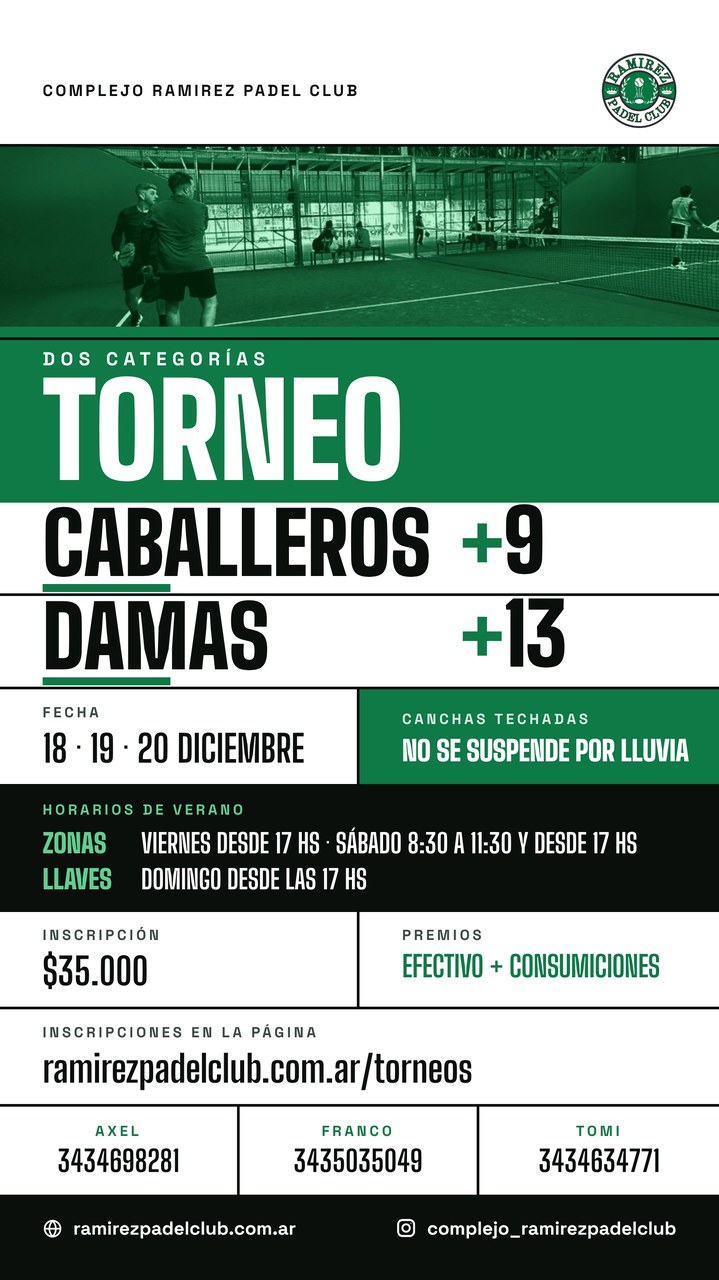 COMPLEJO RAMIREZ PADEL CLUB
RAMIREZ
PADEL CLUB
DOS CATEGORÍAS
TORNEO
CABALLEROS +9
DAMAS +13
FECHA
18 · 19 · 20 DICIEMBRE
CANCHAS TECHADAS
NO SE SUSPENDE POR LLUVIA
HORARIOS DE VERANO
ZONAS VIERNES DESDE 17 HS · SÁBADO 8:30 A 11:30 Y DESDE 17 HS
LLAVES DOMINGO DESDE LAS 17 HS
INSCRIPCIÓN
$35.000
PREMIOS
EFECTIVO + CONSUMICIONES
INSCRIPCIONES EN LA PÁGINA
ramirezpadelclub.com.ar/torneos
AXEL
3434698281
FRANCO
3435035049
TOMI
3434634771
ramirezpadelclub.com.ar
complejo_ramirezpadelclub